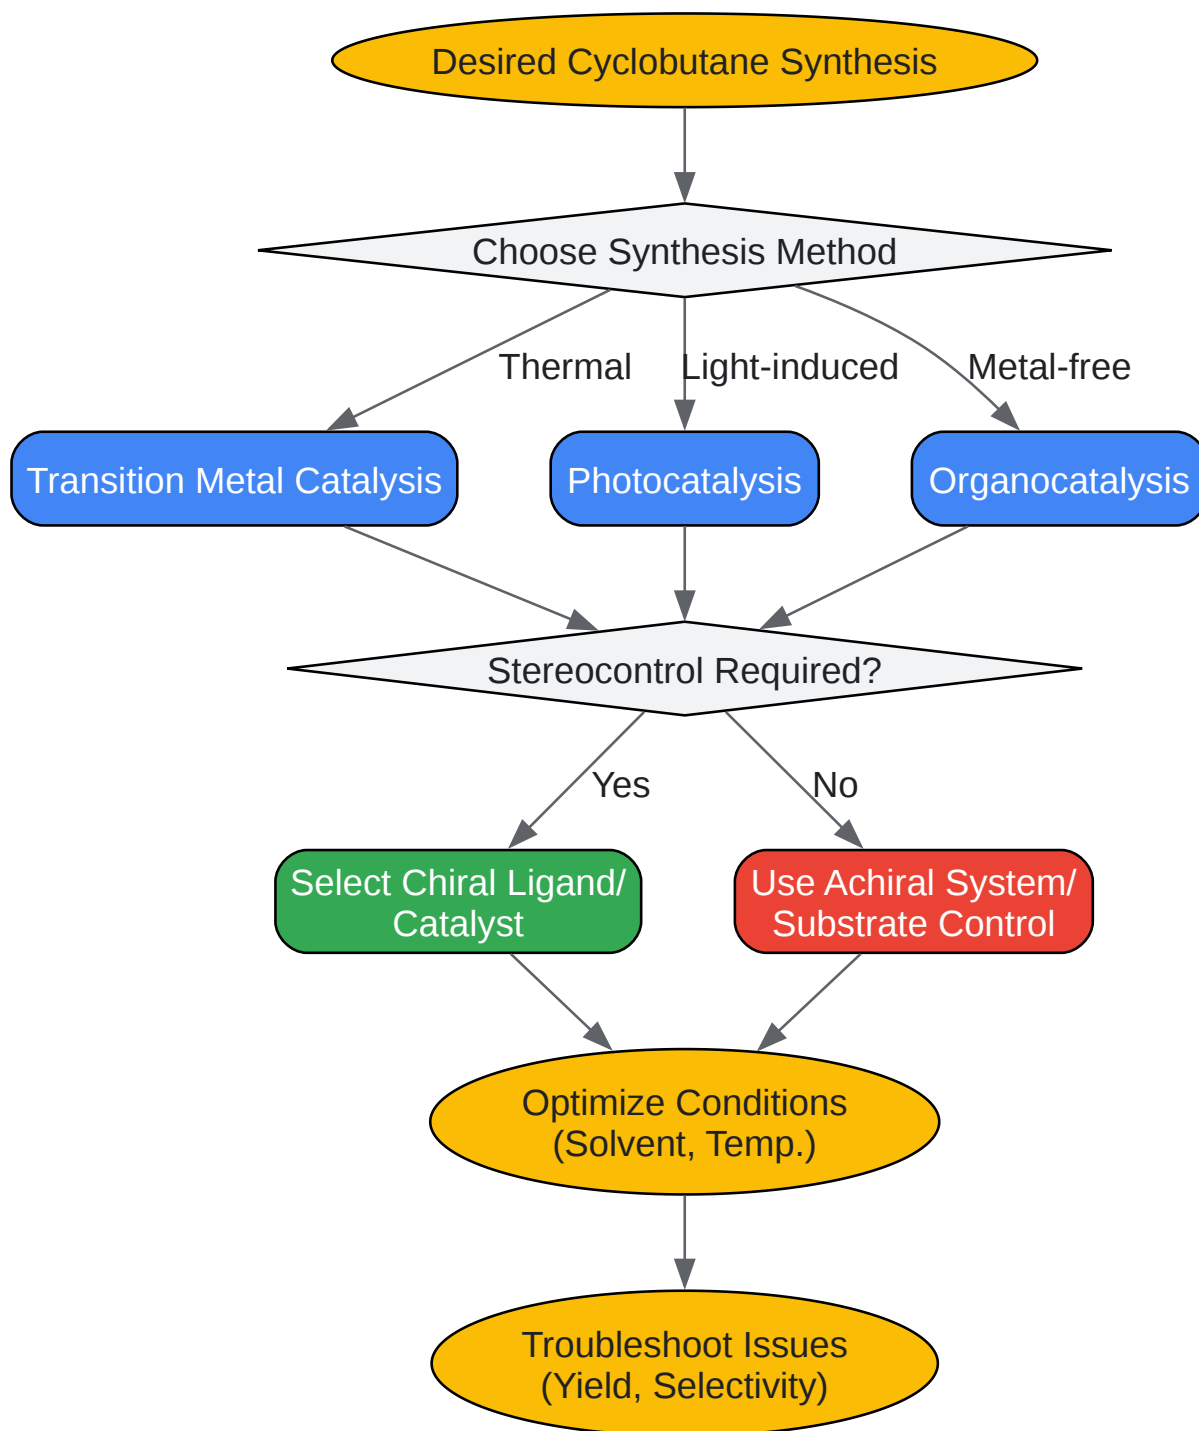 Desired Cyclobutane Synthesis
Choose Synthesis Method
Thermal
Light-induced
Metal-free
Transition Metal Catalysis
Photocatalysis
Organocatalysis
Stereocontrol Required?
Yes
No
Select Chiral Ligand/
Catalyst
Use Achiral System/
Substrate Control
Optimize Conditions
(Solvent, Temp.)
Troubleshoot Issues
(Yield, Selectivity)